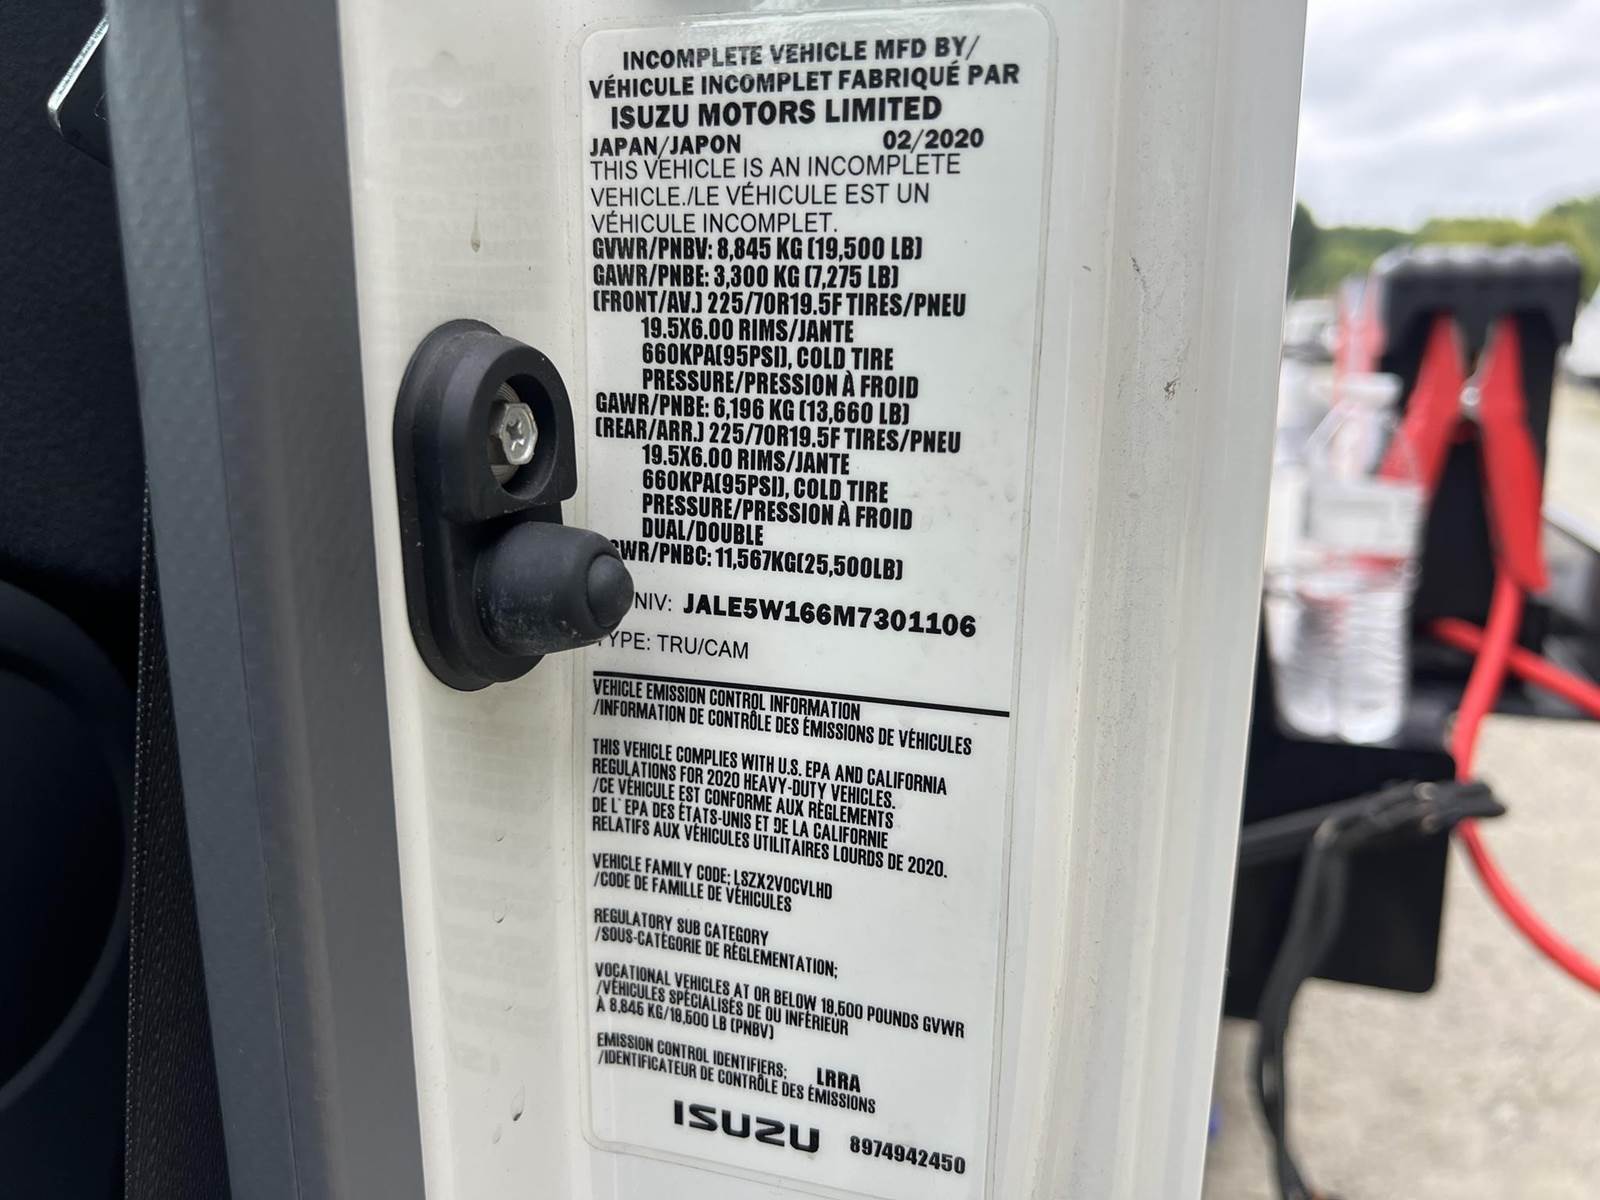 INCOMPLETE VEHICLE MFD BY/
VÉHICULE INCOMPLET FABRIQUÉ PAR
ISUZU MOTORS LIMITED
JAPAN/JAPON 02/2020
THIS VEHICLE IS AN INCOMPLETE
VEHICLE./LE VÉHICULE EST UN
VÉHICULE INCOMPLET.
GVWR/PNBV: 8,845 KG (19,500 LB)
GAWR/PNBE: 3,300 KG (7,275 LB)
(FRONT/AV.) 225/70R19.5F TIRES/PNEU
19.5X6.00 RIMS/JANTE
660KPA(95PSI), COLD TIRE
PRESSURE/PRESSION À FROID
GAWR/PNBE: 6,196 KG (13,660 LB)
(REAR/ARR.) 225/70R19.5F TIRES/PNEU
19.5X6.00 RIMS/JANTE
660KPA(95PSI), COLD TIRE
PRESSURE/PRESSION À FROID
DUAL/DOUBLE
WR/PNBC: 11,567KG(25,500LB)
NIV: JALE5W166M7301106
YPE: TRU/CAM
VEHICLE EMISSION CONTROL INFORMATION
/INFORMATION DE CONTRÔLE DES ÉMISSIONS DE VÉHICULES
THIS VEHICLE COMPLIES WITH U.S. EPA AND CALIFORNIA
REGULATIONS FOR 2020 HEAVY-DUTY VEHICLES.
/CE VÉHICULE EST CONFORME AUX RÈGLEMENTS
DE L' EPA DES ÉTATS-UNIS ET DE LA CALIFORNIE
RELATIFS AUX VÉHICULES UTILITAIRES LOURDS DE 2020.
VEHICLE FAMILY CODE; LSZX2VOCVLHD
/CODE DE FAMILLE DE VÉHICULES
REGULATORY SUB CATEGORY
/SOUS-CATÉGORIE DE RÉGLEMENTATION;
VOCATIONAL VEHICLES AT OR BELOW 19,500 POUNDS GVWR
/VÉHICULES SPÉCIALISÉS DE OU INFÉRIEUR
À 8,845 KG/19,500 LB (PNBV)
EMISSION CONTROL IDENTIFIERS; LRRA
/IDENTIFICATEUR DE CONTRÔLE DES ÉMISSIONS
ISUZU 8974942450